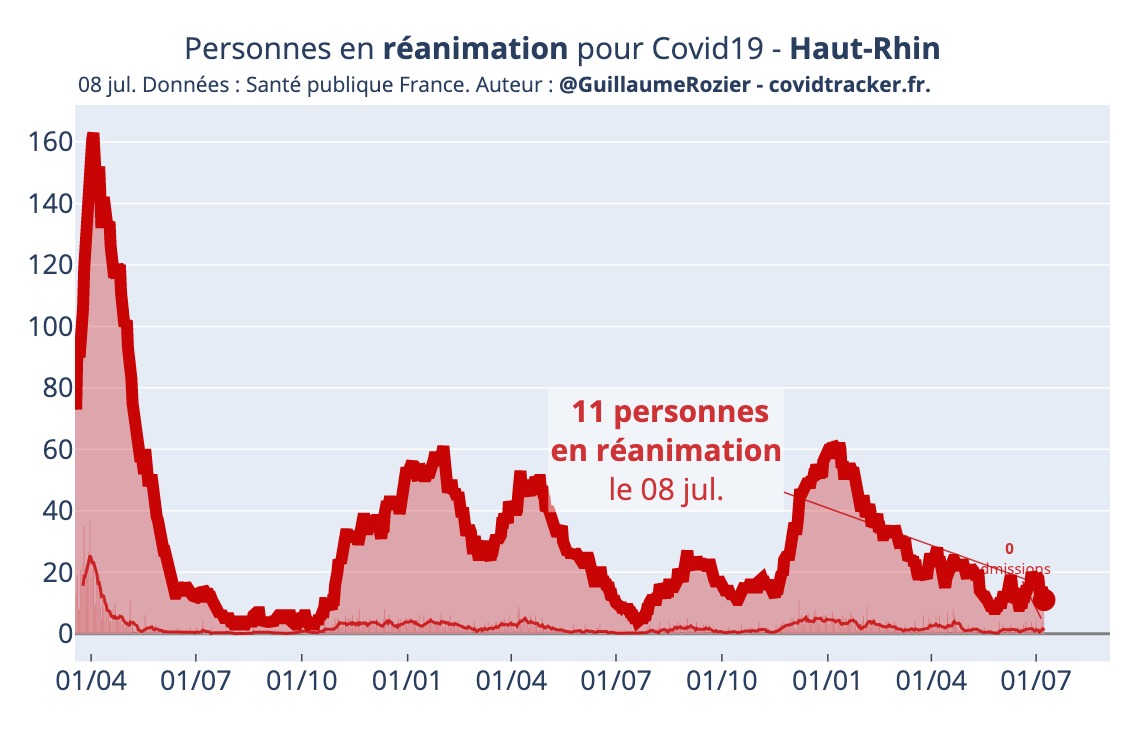 Personnes en réanimation pour Covid19 - Haut-Rhin
08 jul. Données : Santé publique France. Auteur : @GuillaumeRozier - covidtracker.fr.
160
140
120
100
80
60
40
20
0
11 personnes
en réanimation
le 08 jul.
0
admissions
01/04 01/07 01/10 01/01 01/04 01/07 01/10 01/01 01/04 01/07